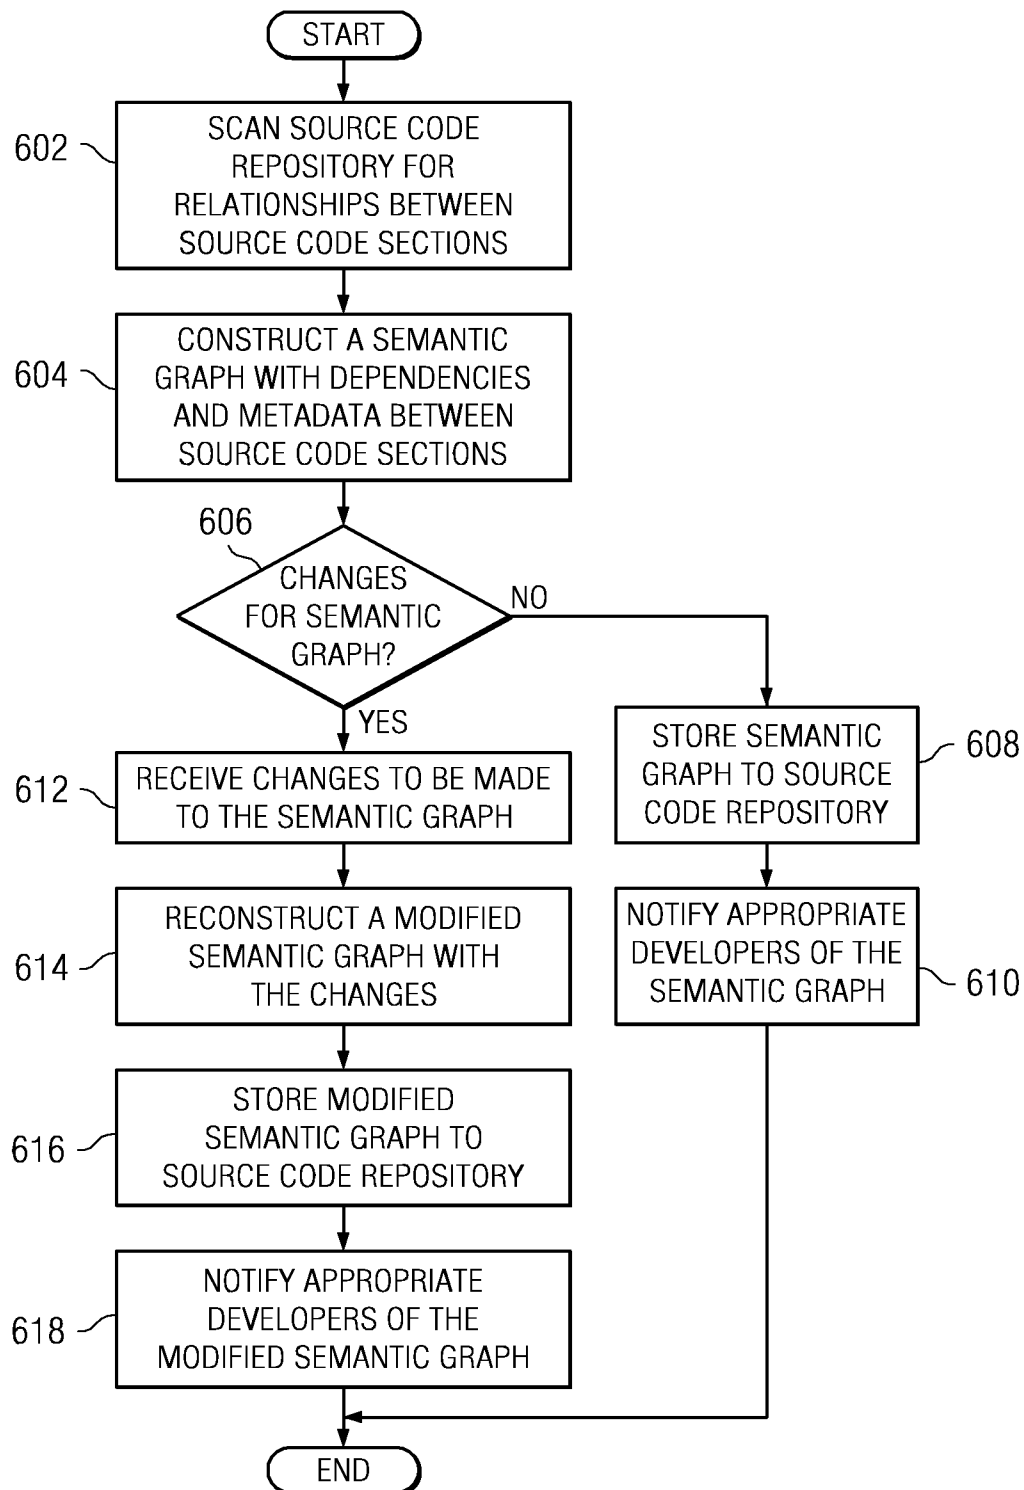 START
602
SCAN SOURCE CODE
REPOSITORY FOR
RELATIONSHIPS BETWEEN
SOURCE CODE SECTIONS
604
CONSTRUCT A SEMANTIC
GRAPH WITH DEPENDENCIES
AND METADATA BETWEEN
SOURCE CODE SECTIONS
606
CHANGES
FOR SEMANTIC
GRAPH?
NO
YES
608
STORE SEMANTIC
GRAPH TO SOURCE
CODE REPOSITORY
610
NOTIFY APPROPRIATE
DEVELOPERS OF THE
SEMANTIC GRAPH
612
RECEIVE CHANGES TO BE MADE
TO THE SEMANTIC GRAPH
614
RECONSTRUCT A MODIFIED
SEMANTIC GRAPH WITH
THE CHANGES
616
STORE MODIFIED
SEMANTIC GRAPH TO
SOURCE CODE REPOSITORY
618
NOTIFY APPROPRIATE
DEVELOPERS OF THE
MODIFIED SEMANTIC GRAPH
END